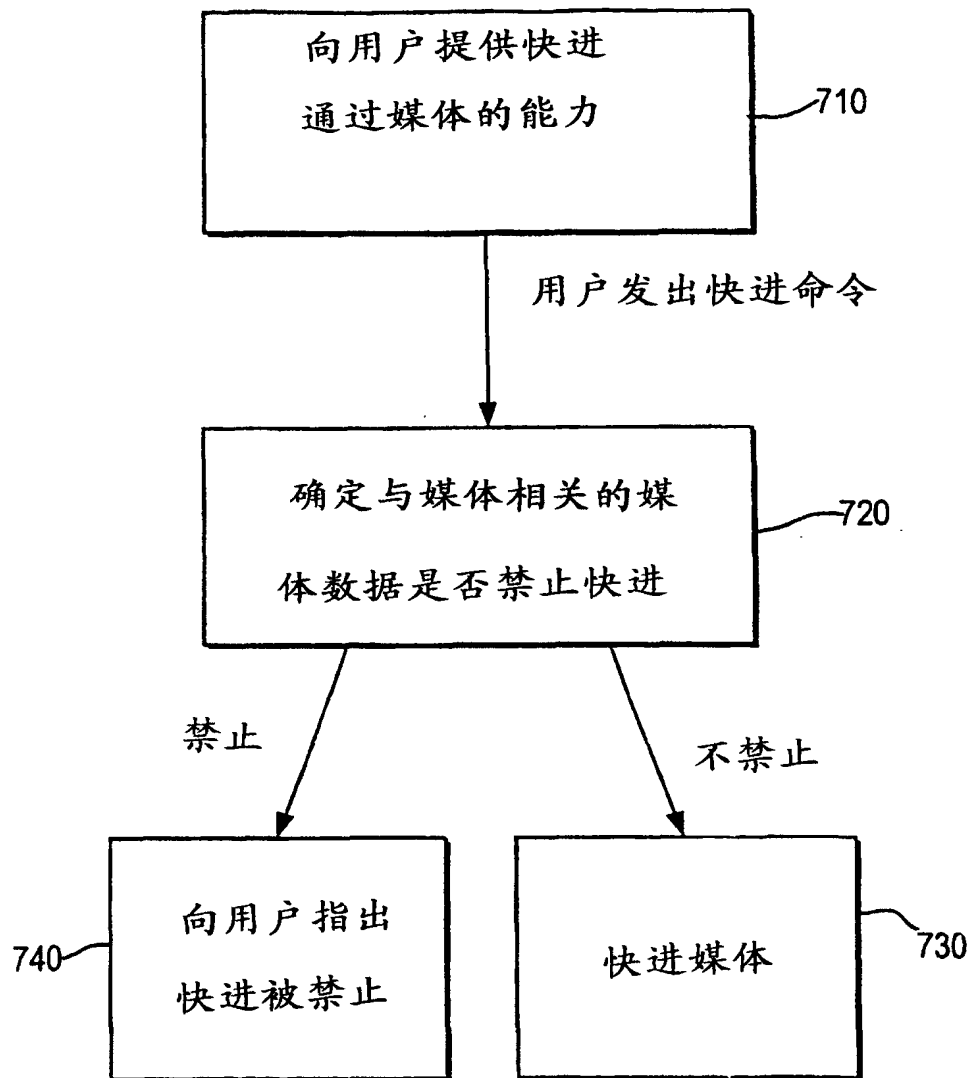 向用户提供快进
通过媒体的能力
710
用户发出快进命令
确定与媒体相关的媒
体数据是否禁止快进
720
禁止
不禁止
向用户指出
快进被禁止
740
快进媒体
730